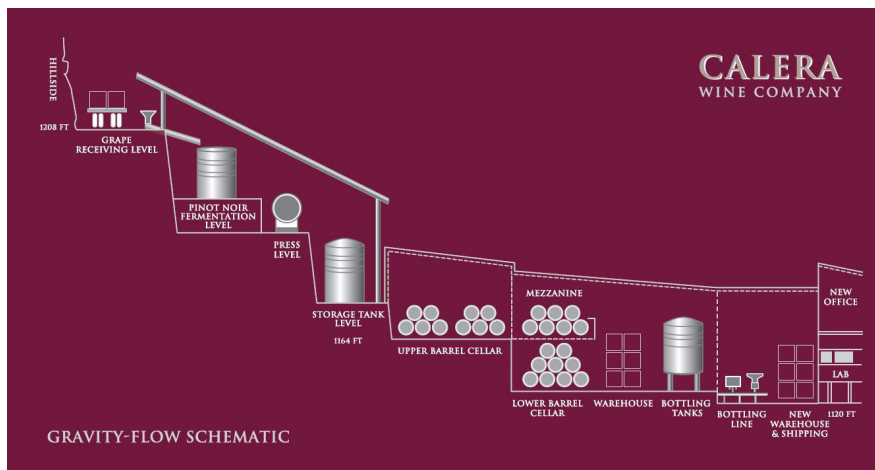 CALERA
WINE COMPANY
HILLSIDE
1208 FT
GRAPE
RECEIVING LEVEL
PINOT NOIR
FERMENTATION
LEVEL
PRESS
LEVEL
STORAGE TANK
LEVEL
1164 FT
UPPER BARREL CELLAR
MEZZANINE
LOWER BARREL
CELLAR
WAREHOUSE
BOTTLING
TANKS
BOTTLING
LINE
NEW
WAREHOUSE
& SHIPPING
NEW
OFFICE
LAB
1120 FT
GRAVITY-FLOW SCHEMATIC